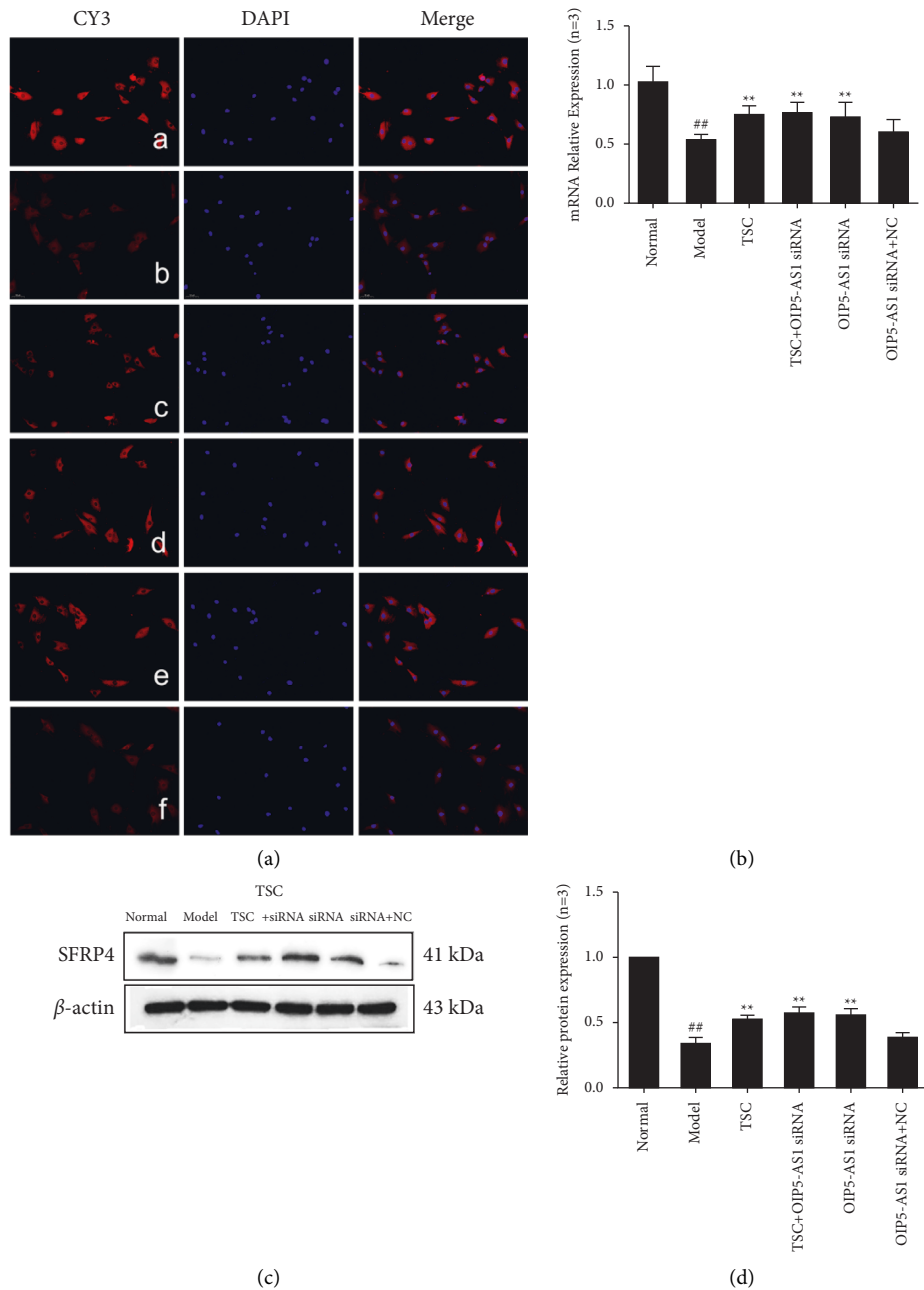 CY3 DAPI Merge
a
b
c
d
e
f
(a)
mRNA Relative Expression (n=3)
1.5
1.0
0.5
0.0
##
**
**
**
Normal
Model
TSC
TSC+OIP5-AS1 siRNA
OIP5-AS1 siRNA
OIP5-AS1 siRNA+NC
(b)
TSC
Normal Model TSC +siRNA siRNA siRNA+NC
SFRP4 41 kDa
β-actin 43 kDa
(c)
Relative protein expression (n=3)
1.5
1.0
0.5
0.0
##
**
**
**
Normal
Model
TSC
TSC+OIP5-AS1 siRNA
OIP5-AS1 siRNA
OIP5-AS1 siRNA+NC
(d)